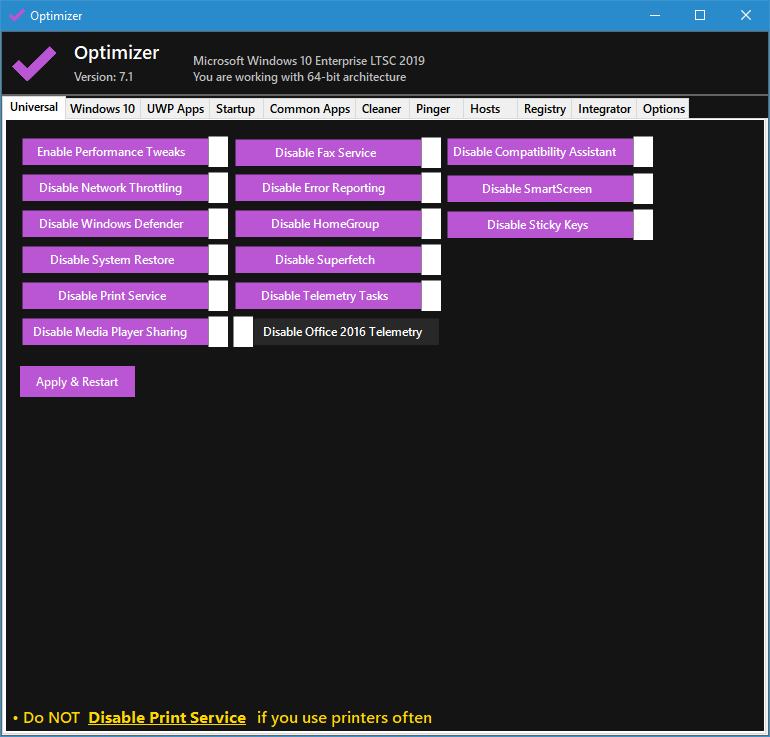 Optimizer
Optimizer
Version: 7.1
Microsoft Windows 10 Enterprise LTSC 2019
You are working with 64-bit architecture
Universal Windows 10 UWP Apps Startup Common Apps Cleaner Pinger Hosts Registry Integrator Options
Enable Performance Tweaks Disable Fax Service Disable Compatibility Assistant
Disable Network Throttling Disable Error Reporting Disable SmartScreen
Disable Windows Defender Disable HomeGroup Disable Sticky Keys
Disable System Restore Disable Superfetch
Disable Print Service Disable Telemetry Tasks
Disable Media Player Sharing Disable Office 2016 Telemetry
Apply & Restart
• Do NOT Disable Print Service if you use printers often